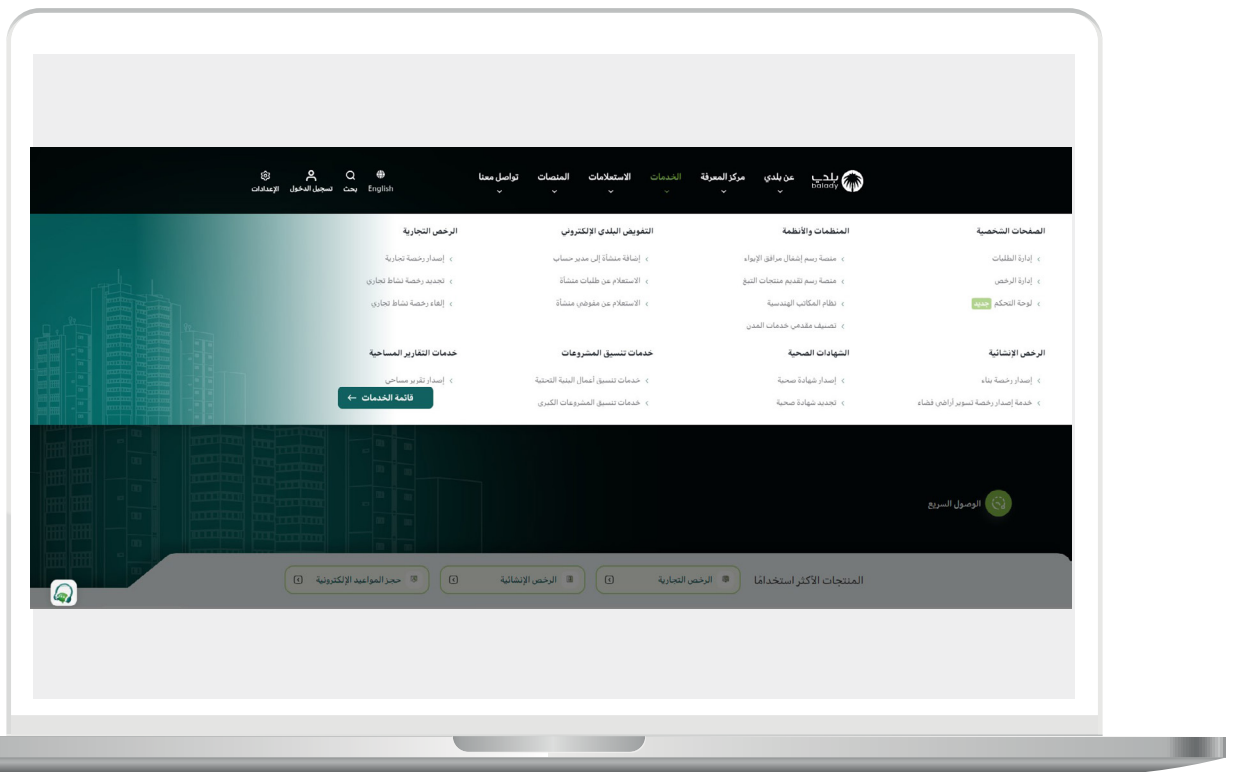 بلدي
balady
عن بلدي
مركز المعرفة
الخدمات
الاستعلامات
المنصات
تواصل معنا
English
بحث
تسجيل الدخول
الإعدادات
الصفحات الشخصية
إدارة الطلبات
إدارة الرخص
لوحة التحكم جديد
المنظمات والأنظمة
منصة رسم إشغال مرافق الإيواء
منصة رسم تقديم منتجات التبغ
نظام المكاتب الهندسية
تصنيف مقدمي خدمات المدن
التفويض البلدي الإلكتروني
إضافة منشأة إلى مدير حساب
الاستعلام عن طلبات منشأة
الاستعلام عن مفوضي منشأة
الرخص التجارية
إصدار رخصة تجارية
تجديد رخصة نشاط تجاري
إلغاء رخصة نشاط تجاري
الرخص الإنشائية
إصدار رخصة بناء
خدمة إصدار رخصة تسوير أراضي فضاء
الشهادات الصحية
إصدار شهادة صحية
تجديد شهادة صحية
خدمات تنسيق المشروعات
خدمات تنسيق أعمال البنية التحتية
خدمات تنسيق المشروعات الكبرى
خدمات التقارير المساحية
إصدار تقرير مساحي
قائمة الخدمات
الوصول السريع
المنتجات الأكثر استخدامًا
الرخص التجارية
الرخص الإنشائية
حجز المواعيد الإلكترونية